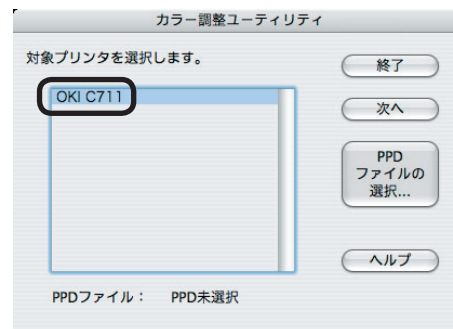 カラー調整ユーティリティ
対象プリンタを選択します。
OKI C711
終了
次へ
PPD
ファイルの
選択...
ヘルプ
PPDファイル： PPD未選択